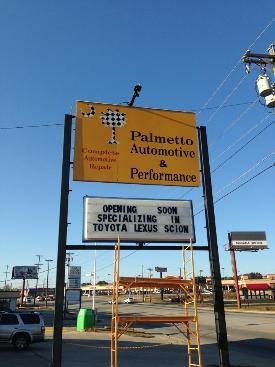 Palmetto
Automotive
&
Performance
Complete
Automotive
Repair
OPENING SOON
SPECIALIZING IN
TOYOTA LEXUS SCION